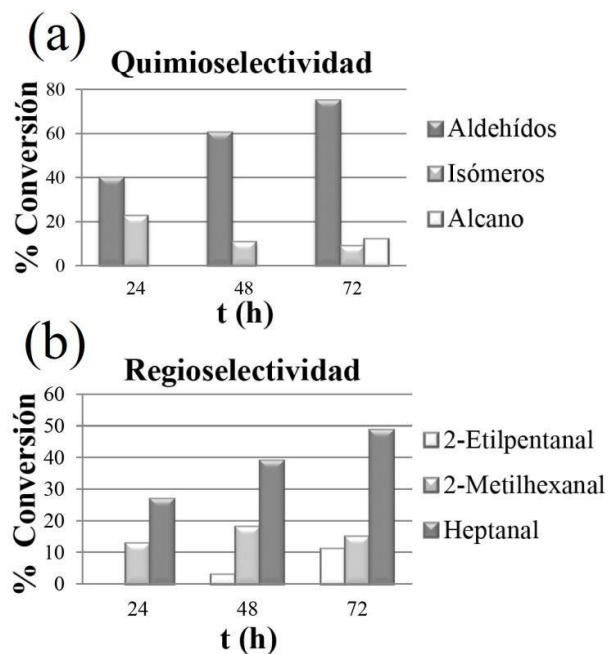 (a)
Quimioselectividad
80
60
40
20
0
% Conversión
24 48 72
t (h)
Aldehídos
Isómeros
Alcano
(b)
Regioselectividad
60
50
40
30
20
10
0
% Conversión
24 48 72
t (h)
2-Etilpentanal
2-Metilhexanal
Heptanal